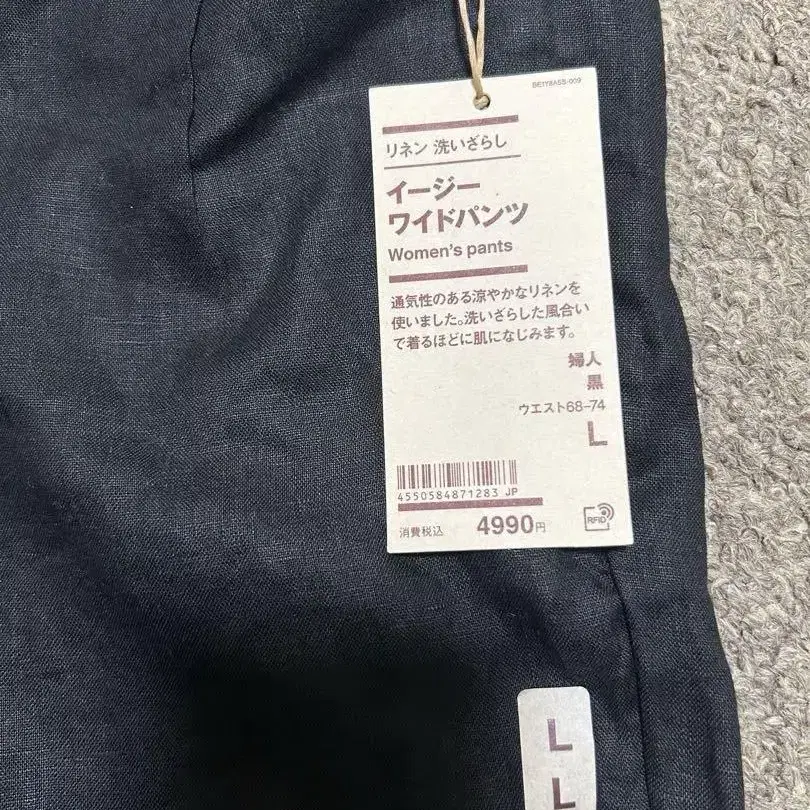 BE1Y8A5S-009
リネン 洗いざらし
イージー
ワイドパンツ
Women's pants
通気性のある涼やかなリネンを
使いました。洗いざらした風合い
で着るほどに肌になじみます。
婦人
黒
ウエスト68-74
L
4550584871283 JP
消費税込 4990円
RFID
L
L